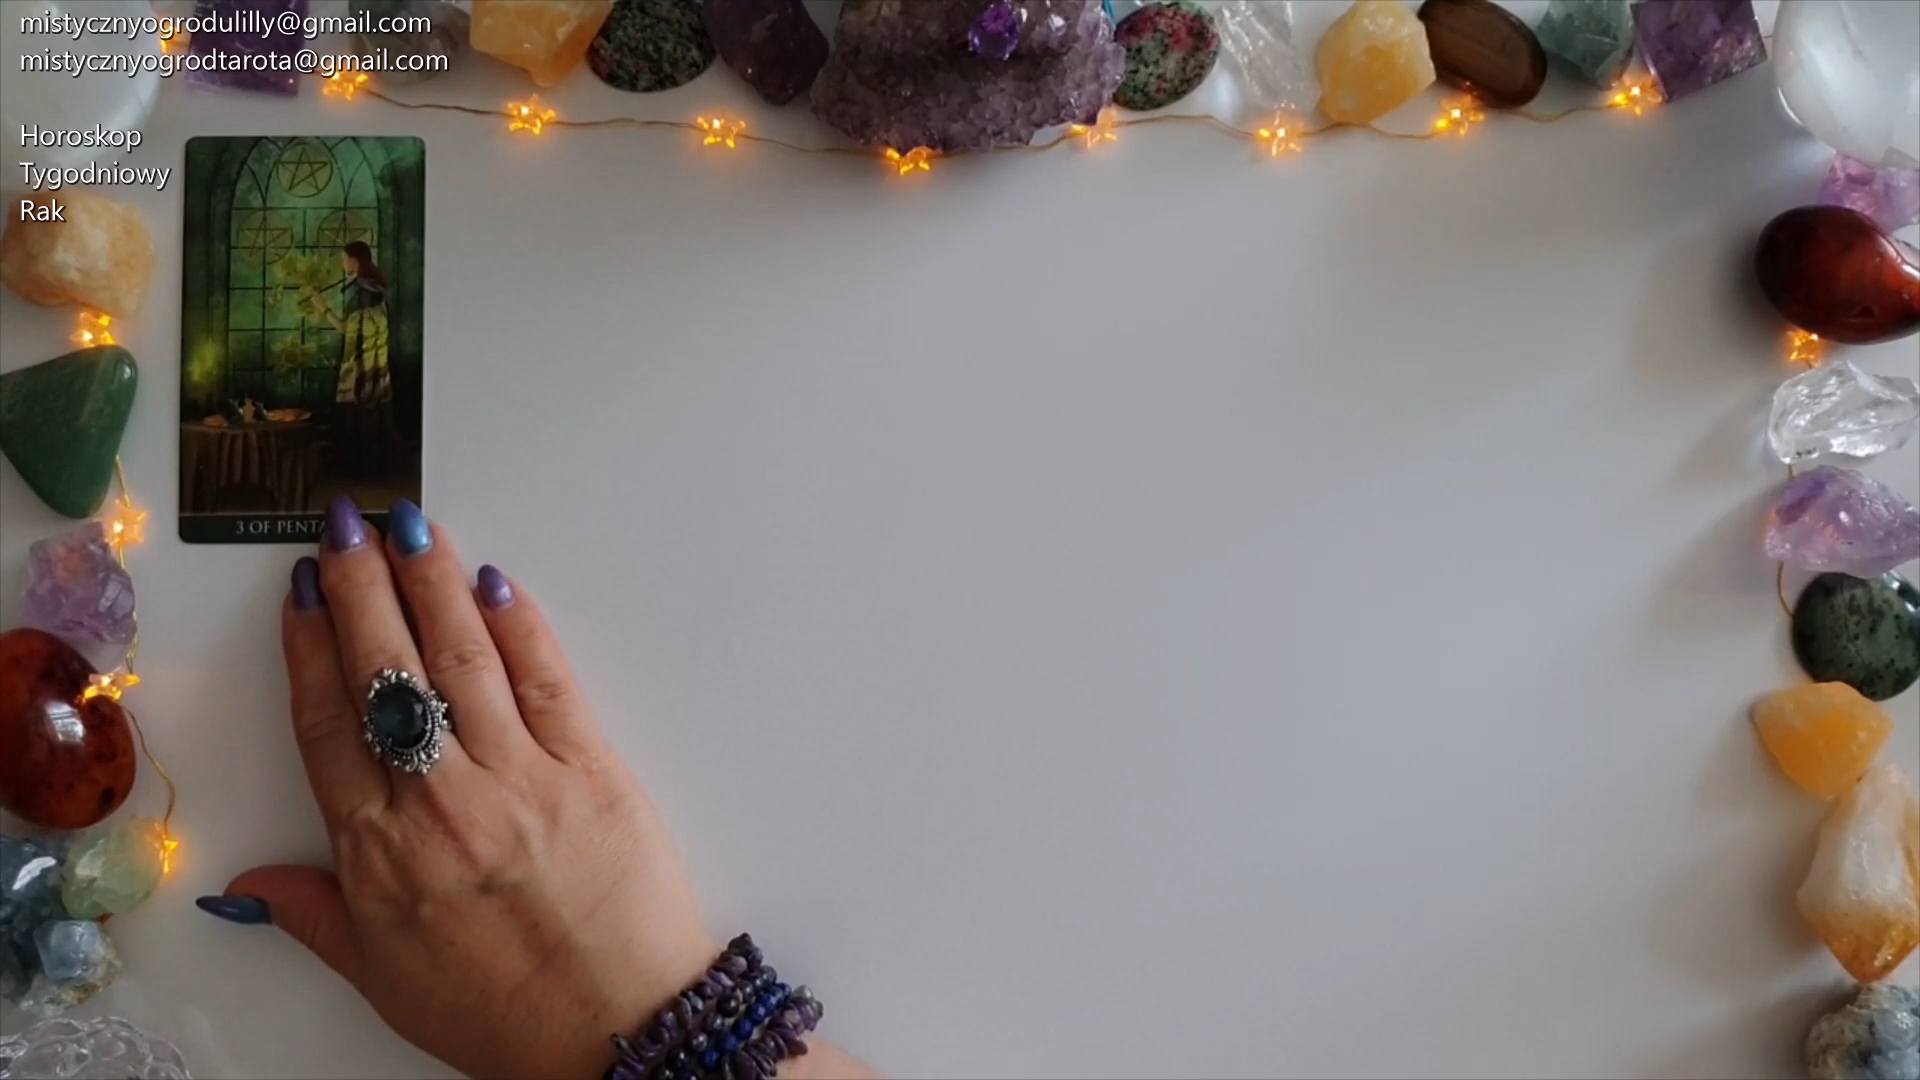 mistycznyogrodulilly@gmail.com
mistycznyogrodtarota@gmail.com
Horoskop
Tygodniowy
Rak
3 OF PENTA